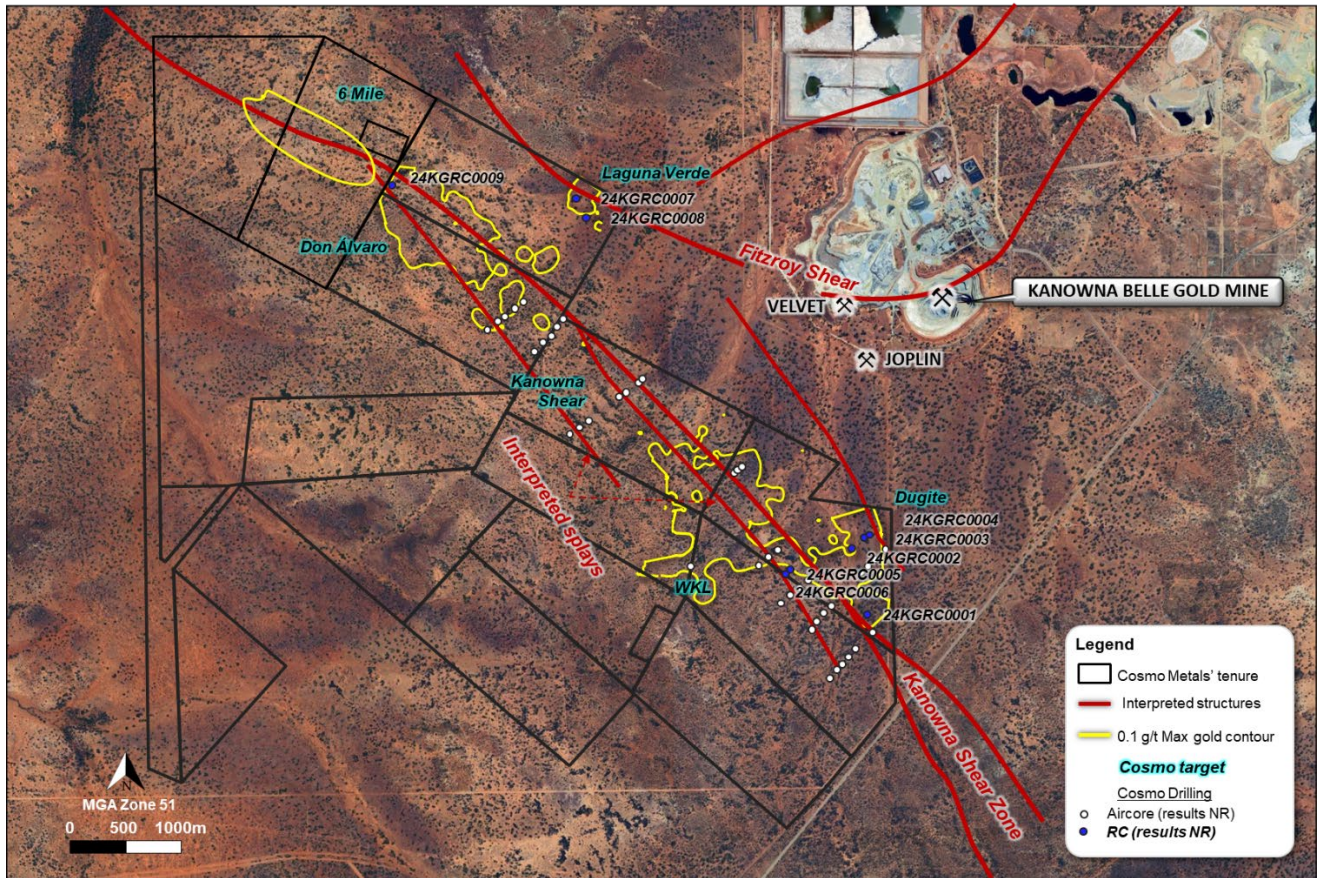 6 Mile
24KGRC0009
Laguna Verde
24KGRC0007
24KGRC0008
Don Álvaro
Fitzroy Shear
VELVET
KANOWNA BELLE GOLD MINE
JOPLIN
Kanowna
Shear
Interpreted splays
Dugite
24KGRC0004
24KGRC0003
24KGRC0002
24KGRC0005
24KGRC0006
WKL
24KGRC0001
Kanowna Shear Zone
N
MGA Zone 51
0 500 1000m
Legend
Cosmo Metals' tenure
Interpreted structures
0.1 g/t Max gold contour
Cosmo target
Cosmo Drilling
Aircore (results NR)
RC (results NR)